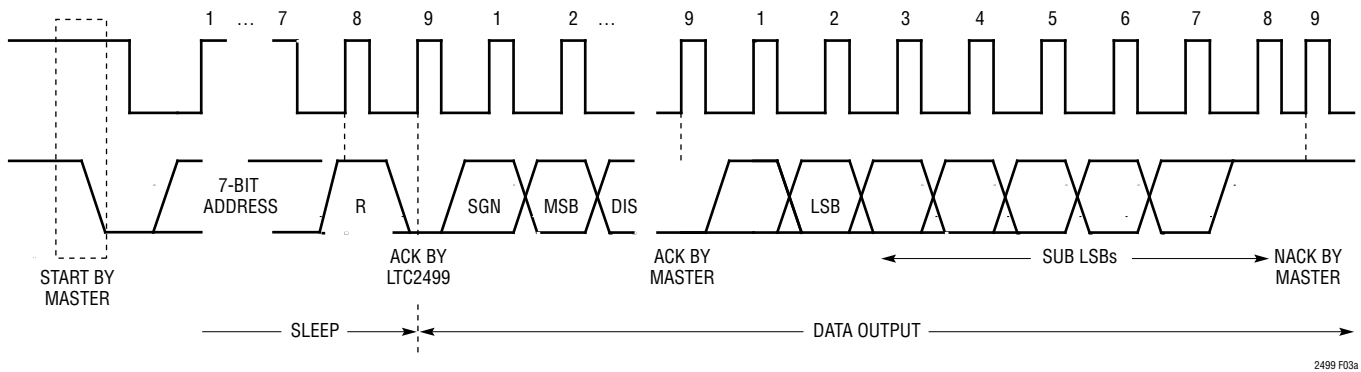 1 … 7 8 9 1 2 … 9 1 2 3 4 5 6 7 8 9
7-BIT
ADDRESS
R
SGN
MSB
DIS
LSB
START BY
MASTER
ACK BY
LTC2499
ACK BY
MASTER
SUB LSBs
NACK BY
MASTER
SLEEP
DATA OUTPUT
2499 F03a